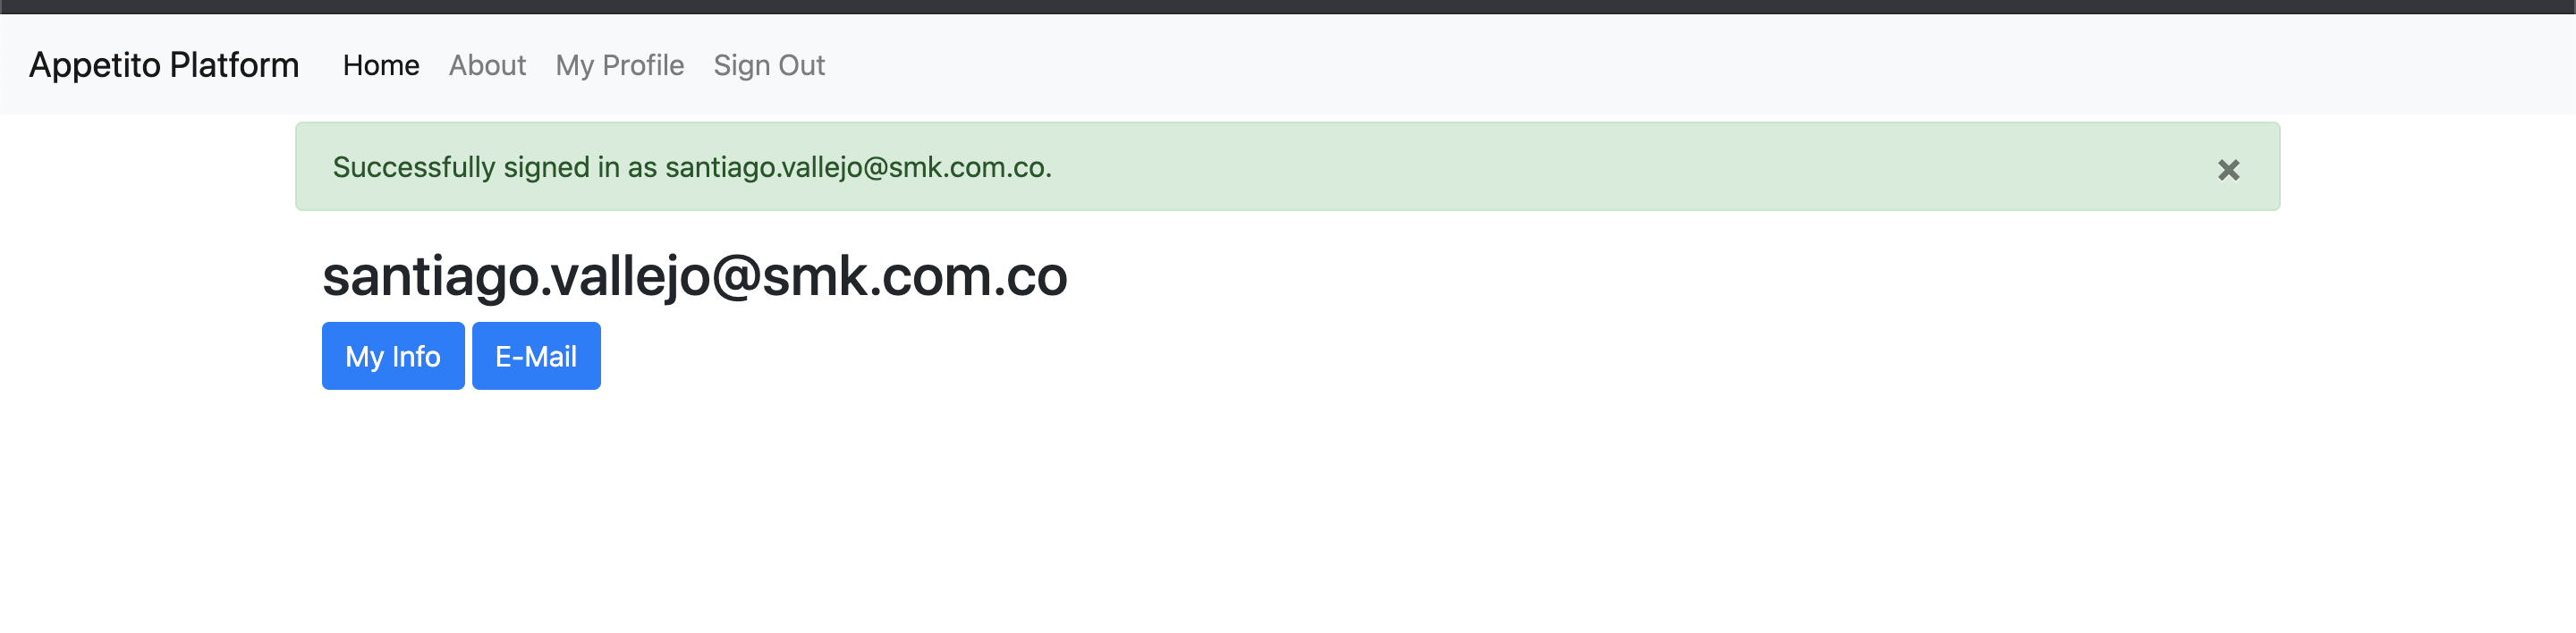 Appetito Platform Home About My Profile Sign Out
Successfully signed in as santiago.vallejo@smk.com.co. ×
santiago.vallejo@smk.com.co
My Info E-Mail